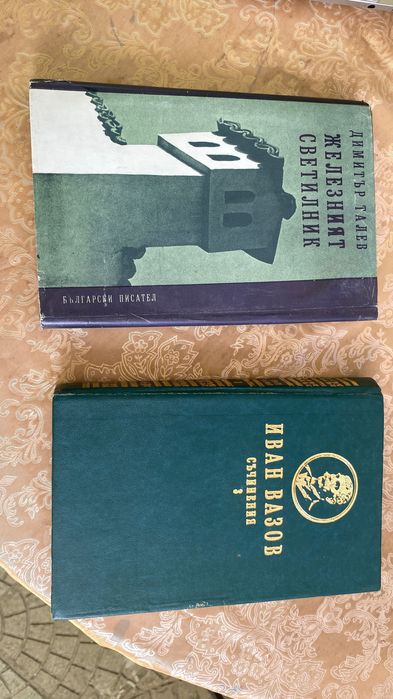 ДИМИТЪР ТАЛЕВ
ЖЕЛЕЗНИЯТ
СВЕТИЛНИК
БЪЛГАРСКИ ПИСАТЕЛ
ИВАН ВАЗОВ
СЪЧИНЕНИЯ
3